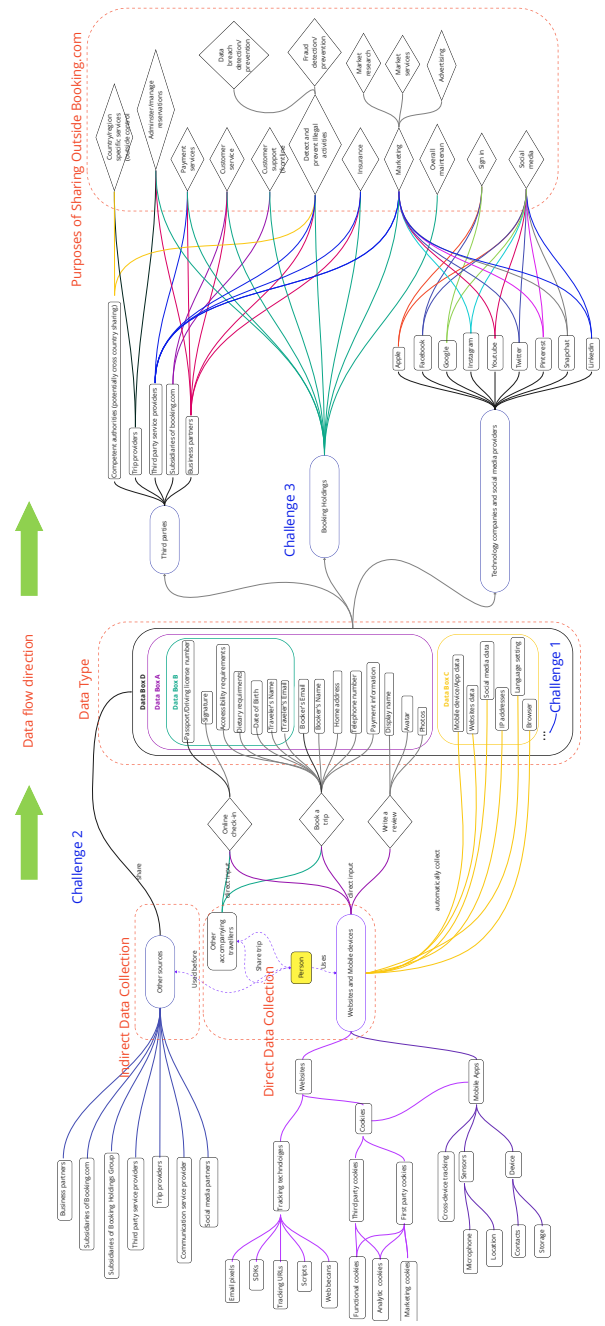 Data flow direction
Indirect Data Collection
Direct Data Collection
Data Type
Purposes of Sharing Outside Booking.com
Challenge 1
Challenge 2
Challenge 3
Business partners
Subsidiaries of Booking.com
Subsidiaries of Booking Holdings Group
Third party service providers
Trip providers
Communication service provider
Social media partners
Other sources
Email pixels
SDKs
Tracking URLs
Scripts
Web becans
Tracking technologies
Functional cookies
Analytic cookies
Marketing cookies
Third party cookies
First party cookies
Websites
Cookies
Mobile Apps
Cross-device tracking
Sensors
Device
Microphone
Location
Contacts
Storage
Used before
Share trip
Uses
Person
Other
accompanying
travellers
Websites and Mobile devices
share
direct input
direct input
automatically collect
Online
check-in
Book a
trip
Write a
review
Data Box D
Data Box A
Data Box B
Passport/Driving license number
Signature
Accessibility requirements
Dietary requirments
Date of Birth
Traveler's Name
Traveler's Email
Booker's Email
Booker's Name
Home address
Telephone number
Payment information
Display name
Avatar
Photos
Data Box C
Mobile device/App data
Websites data
Social media data
IP addresses
Language setting
Browser
...
Third parties
Booking Holdings
Technology companies and social media providers
Competent authorities (potentially cross country sharing)
Trip providers
Third party service providers
Subsidiaries of booking.com
Business partners
Apple
Facebook
Google
Instagram
Youtube
Twitter
Pinterest
Snapchat
Linkedin
Country/region
specific services
Administer/manage
reservations
Payment
services
Customer
service
Customer
support
Detect and
prevent illegal
activities
Insurance
Marketing
Overall
maintenan
Sign in
Social
media
Data
breach
detection/
prevention
Fraud
detection/
prevention
Market
research
Market
services
Advertising